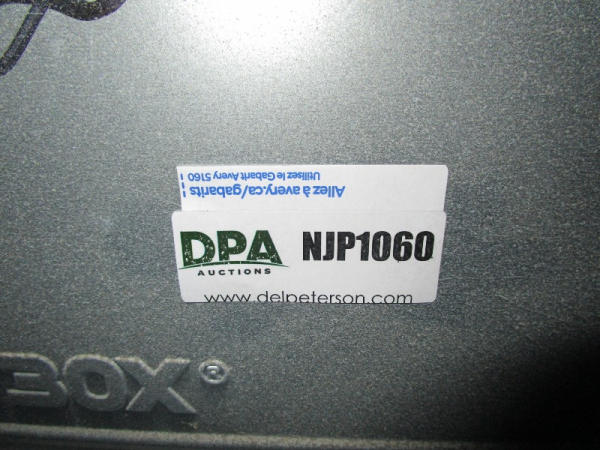 Utilisez le Gabarit Avery 5160
Allez à avery.ca/gabarits
DPA NJP1060
AUCTIONS
www.delpeterson.com
BOX®